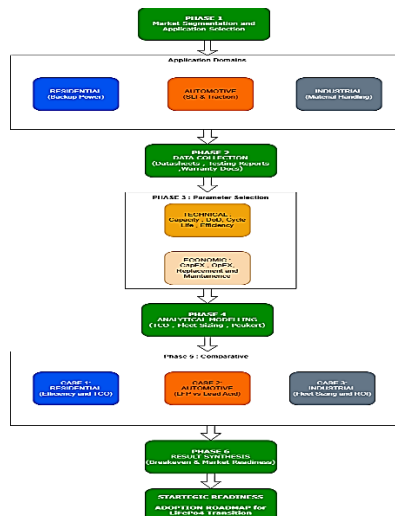 PHASE 1
Market Segmentation and
Application Selection
Application Domains
RESIDENTIAL
(Backup Power)
AUTOMOTIVE
(SLI & Traction)
INDUSTRIAL
(Material Handling)
PHASE 2
DATA COLLECTION
(Datasheets , Testing Reports
,Warranty Docs)
PHASE 3 : Parameter Selection
TECHNICAL :
Capacity , DoD, Cycle
Life , Efficiency
ECONOMIC :
CapEX , OpEX,
Replacement and
Maintamence
PHASE 4
ANALYTICAL MODELLING
(TCO , Fleet Sizing , Peukert)
Phase 5 : Comparative
CASE 1:
RESIDENTIAL
(Efficiency and TCO)
CASE 2:
AUTOMOTIVE
(LFP vs Lead Acid)
CASE 3:
INDUSTRIAL
(Fleet Sizing and ROI)
PHASE 6
RESULT SYNTHESIS
(Breakeven & Market Readiness)
STARTEGIC READINESS
ADOPTION ROADMAP for
LifePo4 Transition